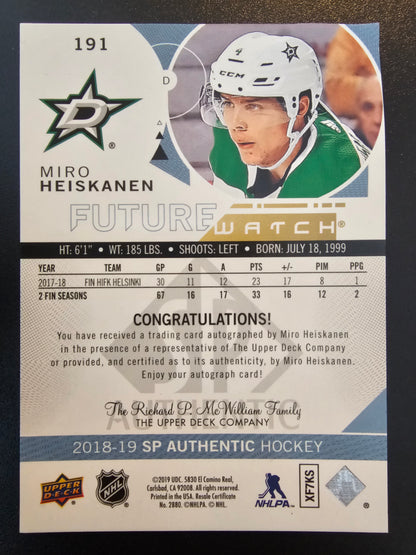 191
D
MIRO
HEISKANEN
4
CCM
FUTURE
WATCH®
HT: 6'1" • WT: 185 LBS. • SHOOTS: LEFT • BORN: JULY 18, 1999
YEAR TEAM GP G A PTS +/- PIM PPG
2017-18 FIN HIFK HELSINKI 30 11 12 23 17 8 1
2 FIN SEASONS 67 16 17 33 16 12 2
CONGRATULATIONS!
You have received a trading card autographed by Miro Heiskanen
in the presence of a representative of The Upper Deck Company
or provided, and certified as to its authenticity, by Miro Heiskanen.
Enjoy your autograph card!
SP
AUTHENTIC
The Richard P. McWilliam Family
THE UPPER DECK COMPANY
2018-19 SP AUTHENTIC HOCKEY
UPPER DECK
NHL
©2019 UDC. 5830 El Camino Real,
Carlsbad, CA 92008. All rights reserved.
Printed in the USA. Resale Certificate
No. 2880. ©NHLPA. ©NHL.
NHLPA
XF7KS